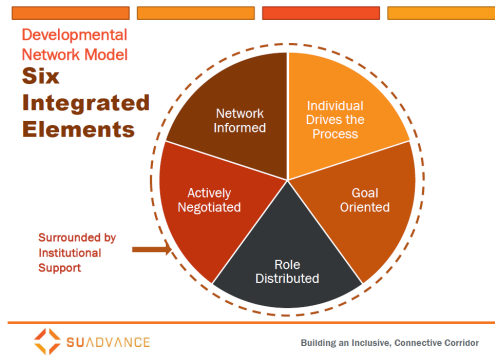 Developmental
Network Model
Six
Integrated
Elements
Network
Informed
Individual
Drives the
Process
Actively
Negotiated
Goal
Oriented
Role
Distributed
Surrounded by
Institutional
Support
SUADVANCE
Building an Inclusive, Connective Corridor